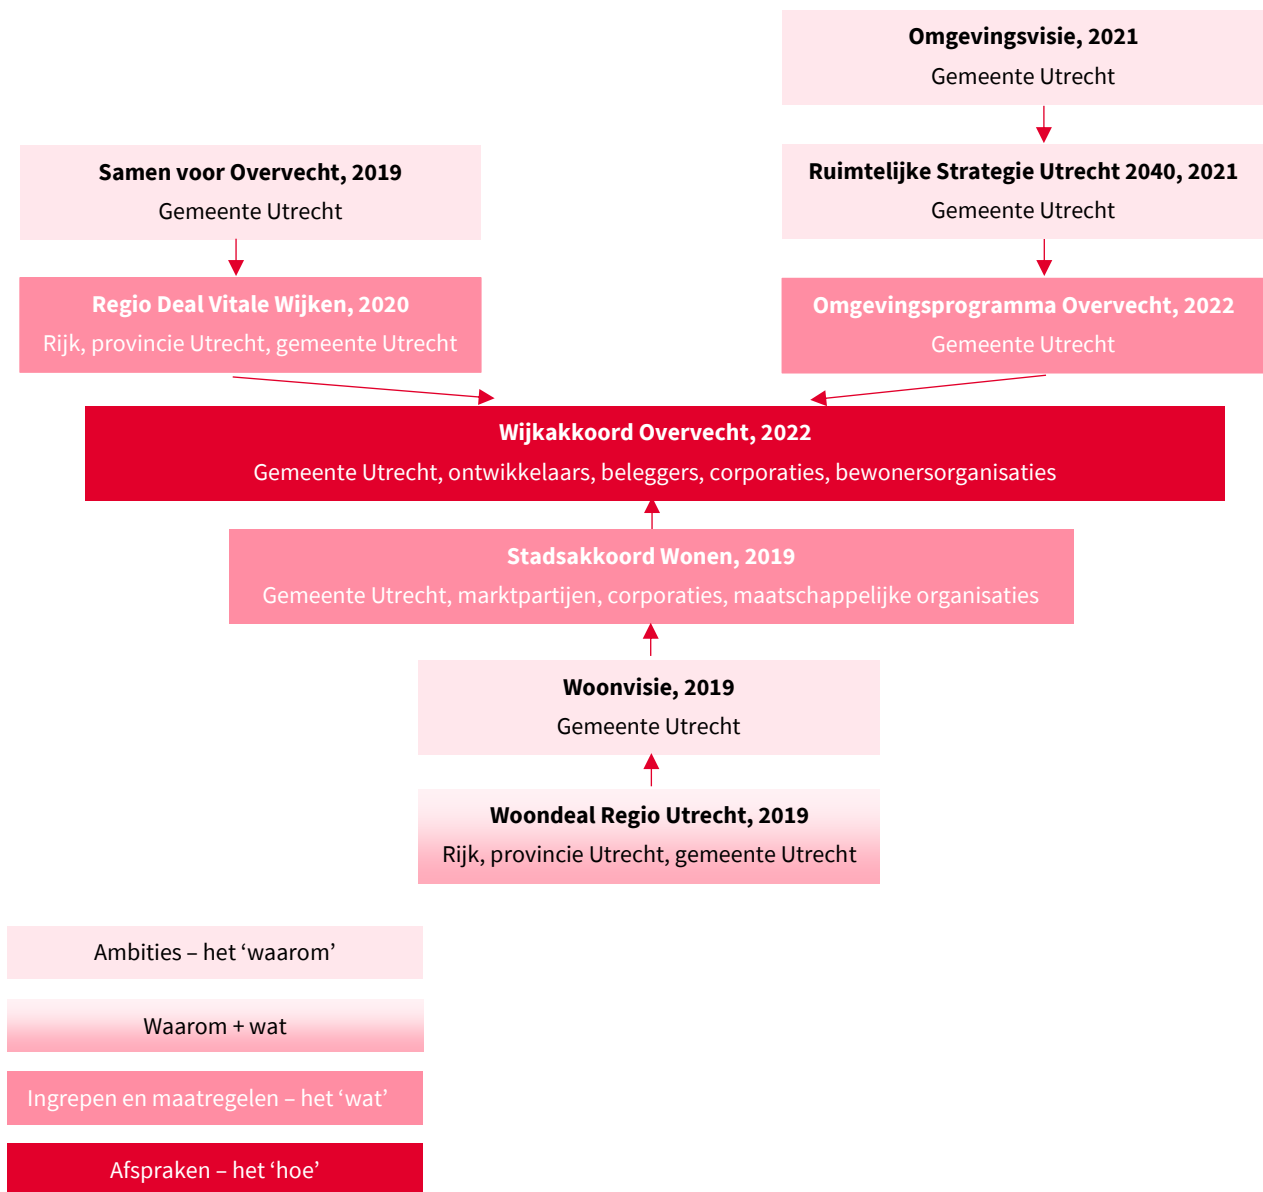 Omgevingsvisie, 2021
Gemeente Utrecht
Samen voor Overvecht, 2019
Gemeente Utrecht
Ruimtelijke Strategie Utrecht 2040, 2021
Gemeente Utrecht
Regio Deal Vitale Wijken, 2020
Rijk, provincie Utrecht, gemeente Utrecht
Omgevingsprogramma Overvecht, 2022
Gemeente Utrecht
Wijkakkoord Overvecht, 2022
Gemeente Utrecht, ontwikkelaars, beleggers, corporaties, bewonersorganisaties
Stadsakkoord Wonen, 2019
Gemeente Utrecht, marktpartijen, corporaties, maatschappelijke organisaties
Woonvisie, 2019
Gemeente Utrecht
Woondeal Regio Utrecht, 2019
Rijk, provincie Utrecht, gemeente Utrecht
Ambities – het ‘waarom’
Waarom + wat
Ingrepen en maatregelen – het ‘wat’
Afspraken – het ‘hoe’